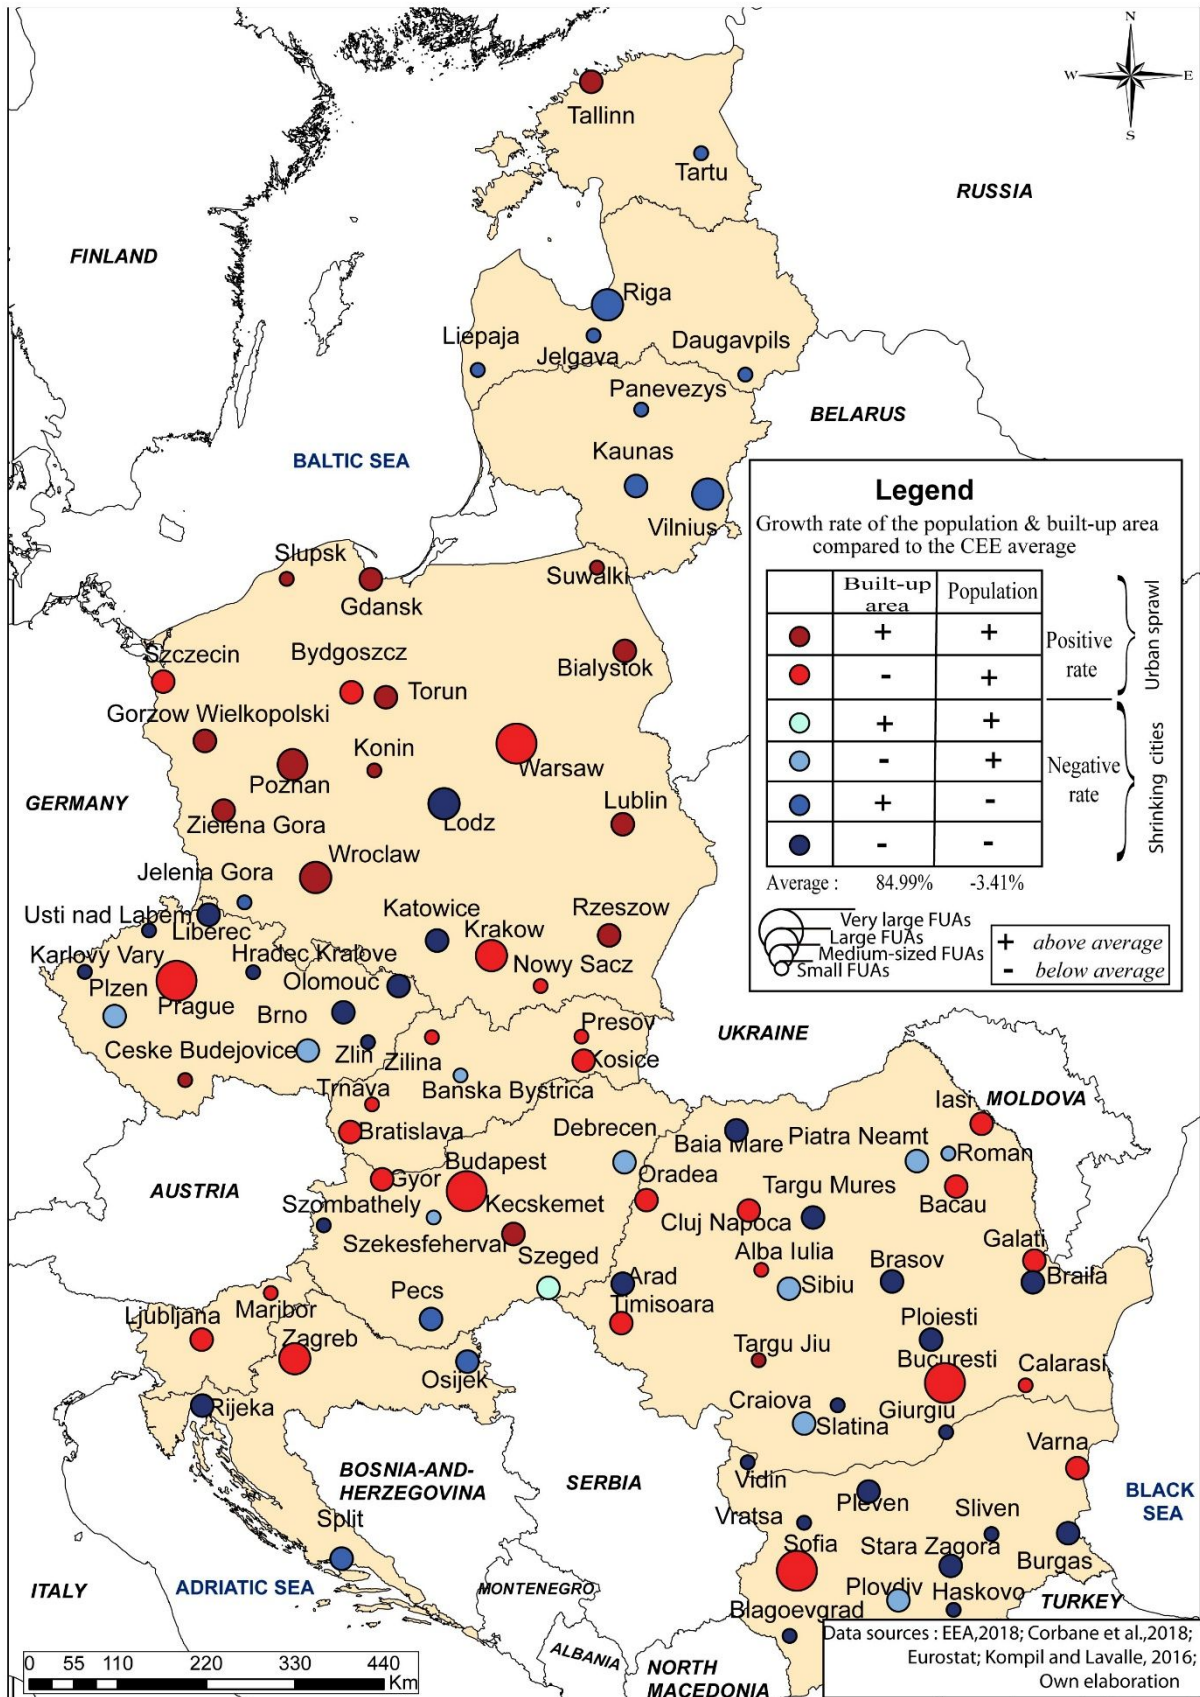 N
W E
S
Tallinn
Tartu
RUSSIA
FINLAND
Riga
Liepaja
Jelgava
Daugavpils
Panevezys
BELARUS
BALTIC SEA
Kaunas
Vilnius
Legend
Growth rate of the population & built-up area
compared to the CEE average
Built-up
area
Population
+ +
- +
Positive
rate
Urban sprawl
+ +
- +
+ -
- -
Negative
rate
Shrinking cities
Average : 84.99% -3.41%
Very large FUAs
Large FUAs
Medium-sized FUAs
Small FUAs
+ above average
- below average
Slupsk
Gdansk
Suwalki
Szczecin
Bydgoszcz
Bialystok
Torun
Gorzow Wielkopolski
Konin
Warsaw
Poznan
GERMANY
Lodz
Lublin
Zielena Gora
Wroclaw
Jelenia Gora
Usti nad Labem
Liberec
Katowice
Krakow
Rzeszow
Karlovy Vary
Hradec Kralove
Nowy Sacz
Plzen
Prague
Olomouc
Brno
Presov
UKRAINE
Ceske Budejovice
Zlin
Zilina
Kosice
Trnava
Banska Bystrica
MOLDOVA
Iasi
Bratislava
Debrecen
Baia Mare
Piatra Neamt
Roman
AUSTRIA
Gyor
Budapest
Oradea
Targu Mures
Bacau
Szombathely
Kecskemet
Cluj Napoca
Szekesfehervar
Szeged
Alba Iulia
Galati
Brasov
Braila
Sibiu
Arad
Timisoara
Pecs
Maribor
Ljubljana
Zagreb
Ploiesti
Targu Jiu
Bucuresti
Calarasi
Osijek
Rijeka
Craiova
Slatina
Giurgiu
Varna
BOSNIA-AND-
HERZEGOVINA
SERBIA
Vidin
Pleven
BLACK
SEA
Split
Vratsa
Sliven
Sofia
Stara Zagora
Burgas
ITALY
ADRIATIC SEA
MONTENEGRO
Plovdiv
Haskovo
TURKEY
Blagoevgrad
ALBANIA
NORTH
MACEDONIA
Data sources : EEA,2018; Corbane et al.,2018;
Eurostat; Kompil and Lavalle, 2016;
Own elaboration
0 55 110 220 330 440
Km